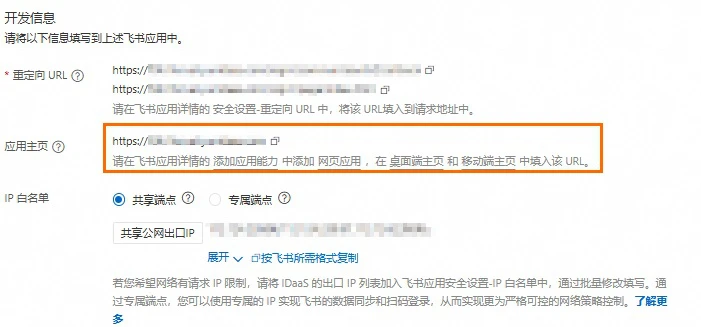 开发信息
请将以下信息填写到上述飞书应用中。
* 重定向 URL ? https://
https://
请在飞书应用详情的 安全设置-重定向 URL 中，将该 URL填入到请求地址中。
应用主页 ? https://
请在飞书应用详情的 添加应用能力 中添加 网页应用 ，在 桌面端主页 和 移动端主页 中填入该 URL。
IP 白名单 共享端点 ? 专属端点 ?
共享公网出口IP
展开 按飞书所需格式复制
若您希望网络有请求 IP 限制，请将 IDaaS 的出口 IP 列表加入飞书应用安全设置-IP 白名单中，通过批量修改填写。通
过专属端点，您可以使用专属的 IP 实现飞书的数据同步和扫码登录，从而实现更为严格可控的网络策略控制。了解更
多